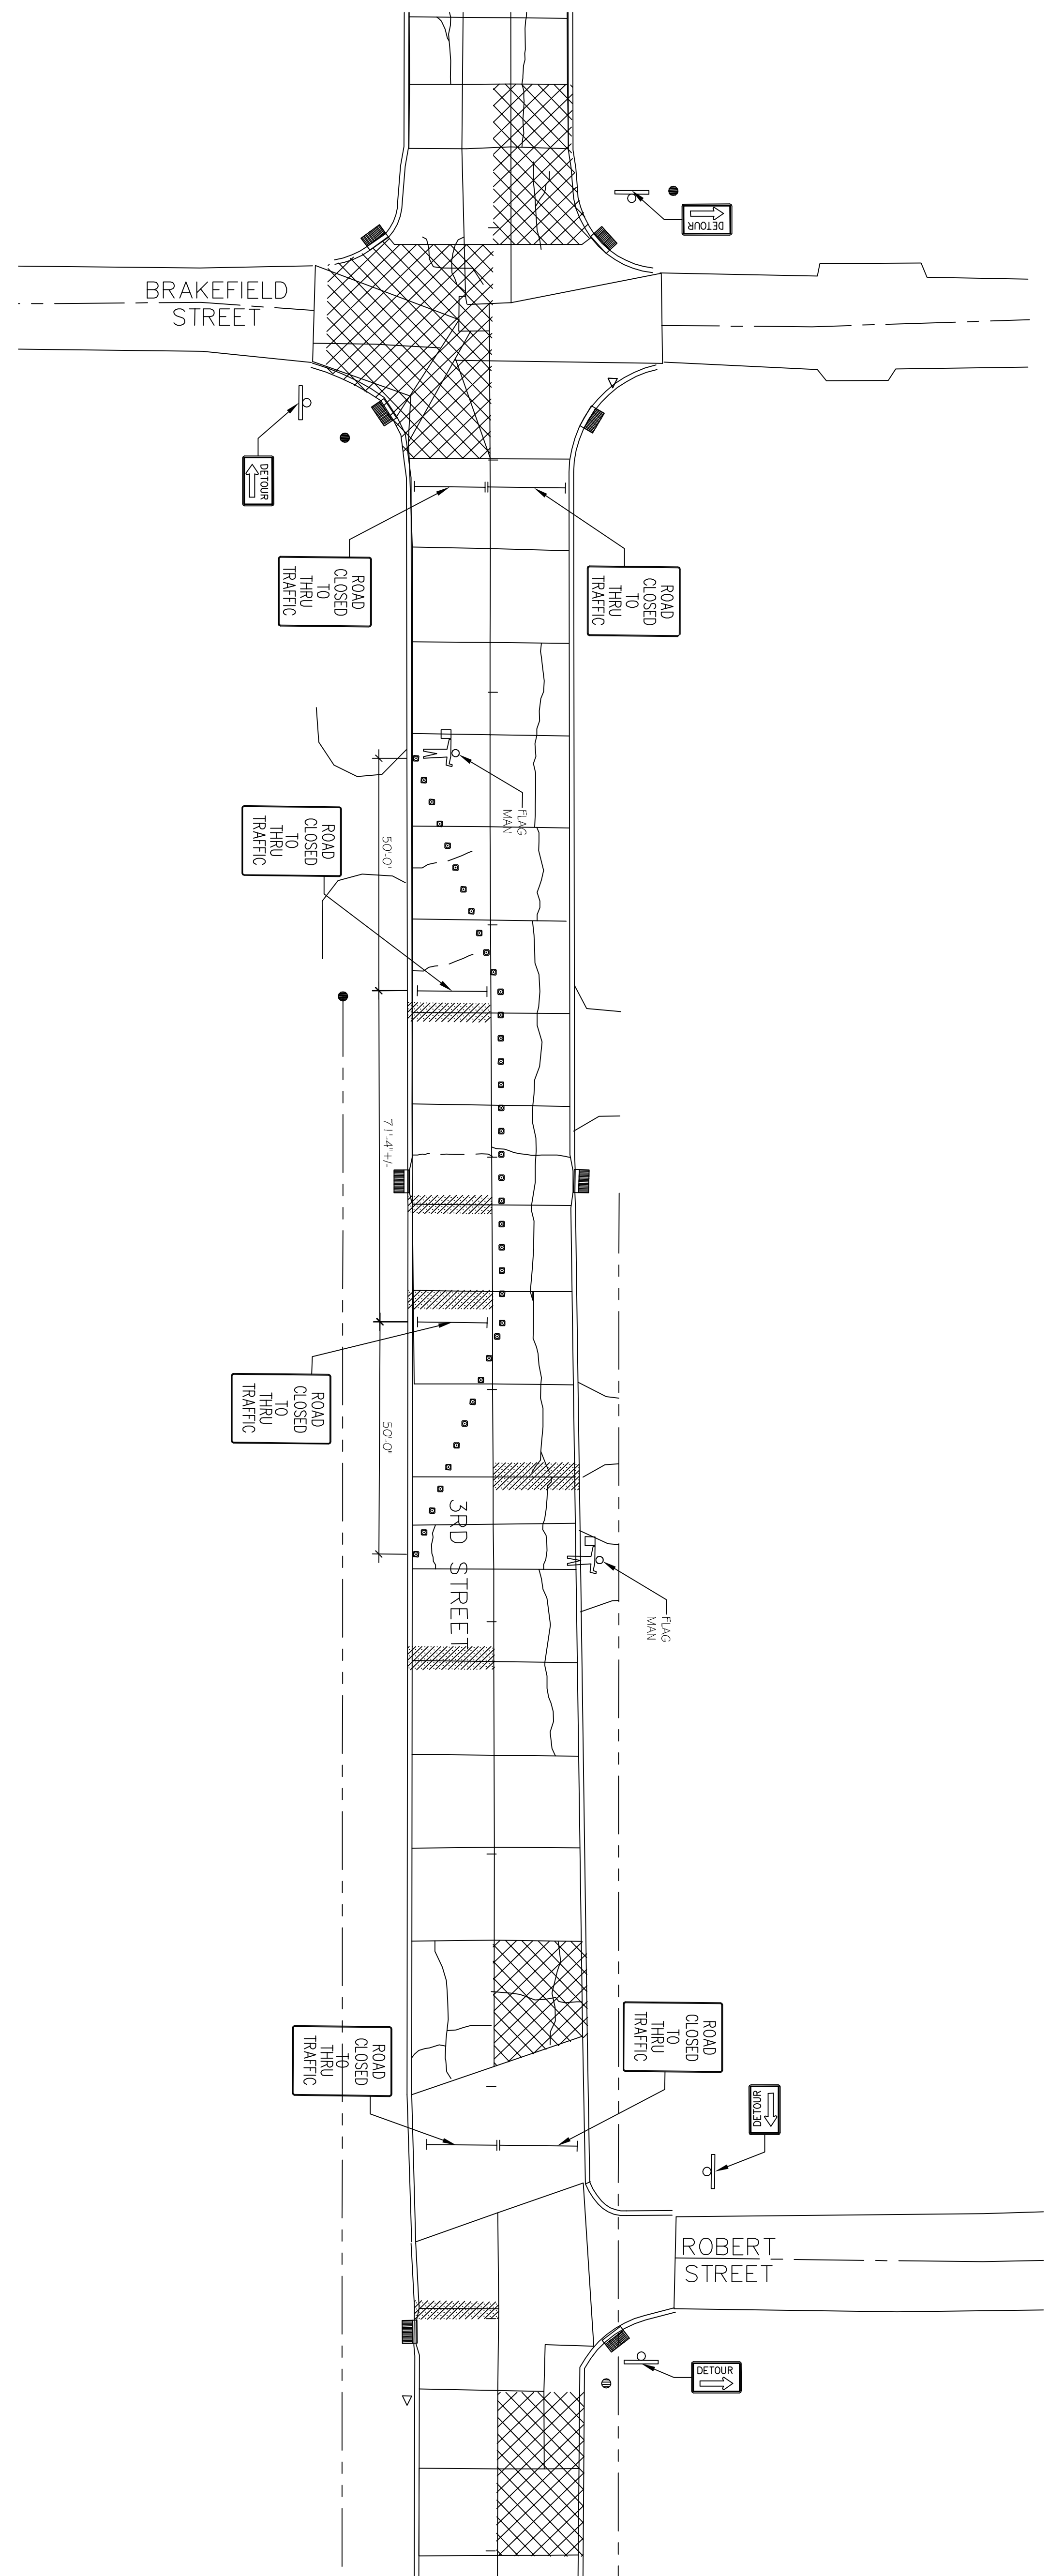 DETOUR
BRAKEFIELD
STREET
DETOUR
ROAD
CLOSED
TO
THRU
TRAFFIC
ROAD
CLOSED
TO
THRU
TRAFFIC
FLAG
MAN
50'-0"
ROAD
CLOSED
TO
THRU
TRAFFIC
71'-4"+/-
ROAD
CLOSED
TO
THRU
TRAFFIC
50'-0"
3RD STREET
FLAG
MAN
ROAD
CLOSED
TO
THRU
TRAFFIC
ROAD
CLOSED
TO
THRU
TRAFFIC
DETOUR
ROBERT
STREET
DETOUR